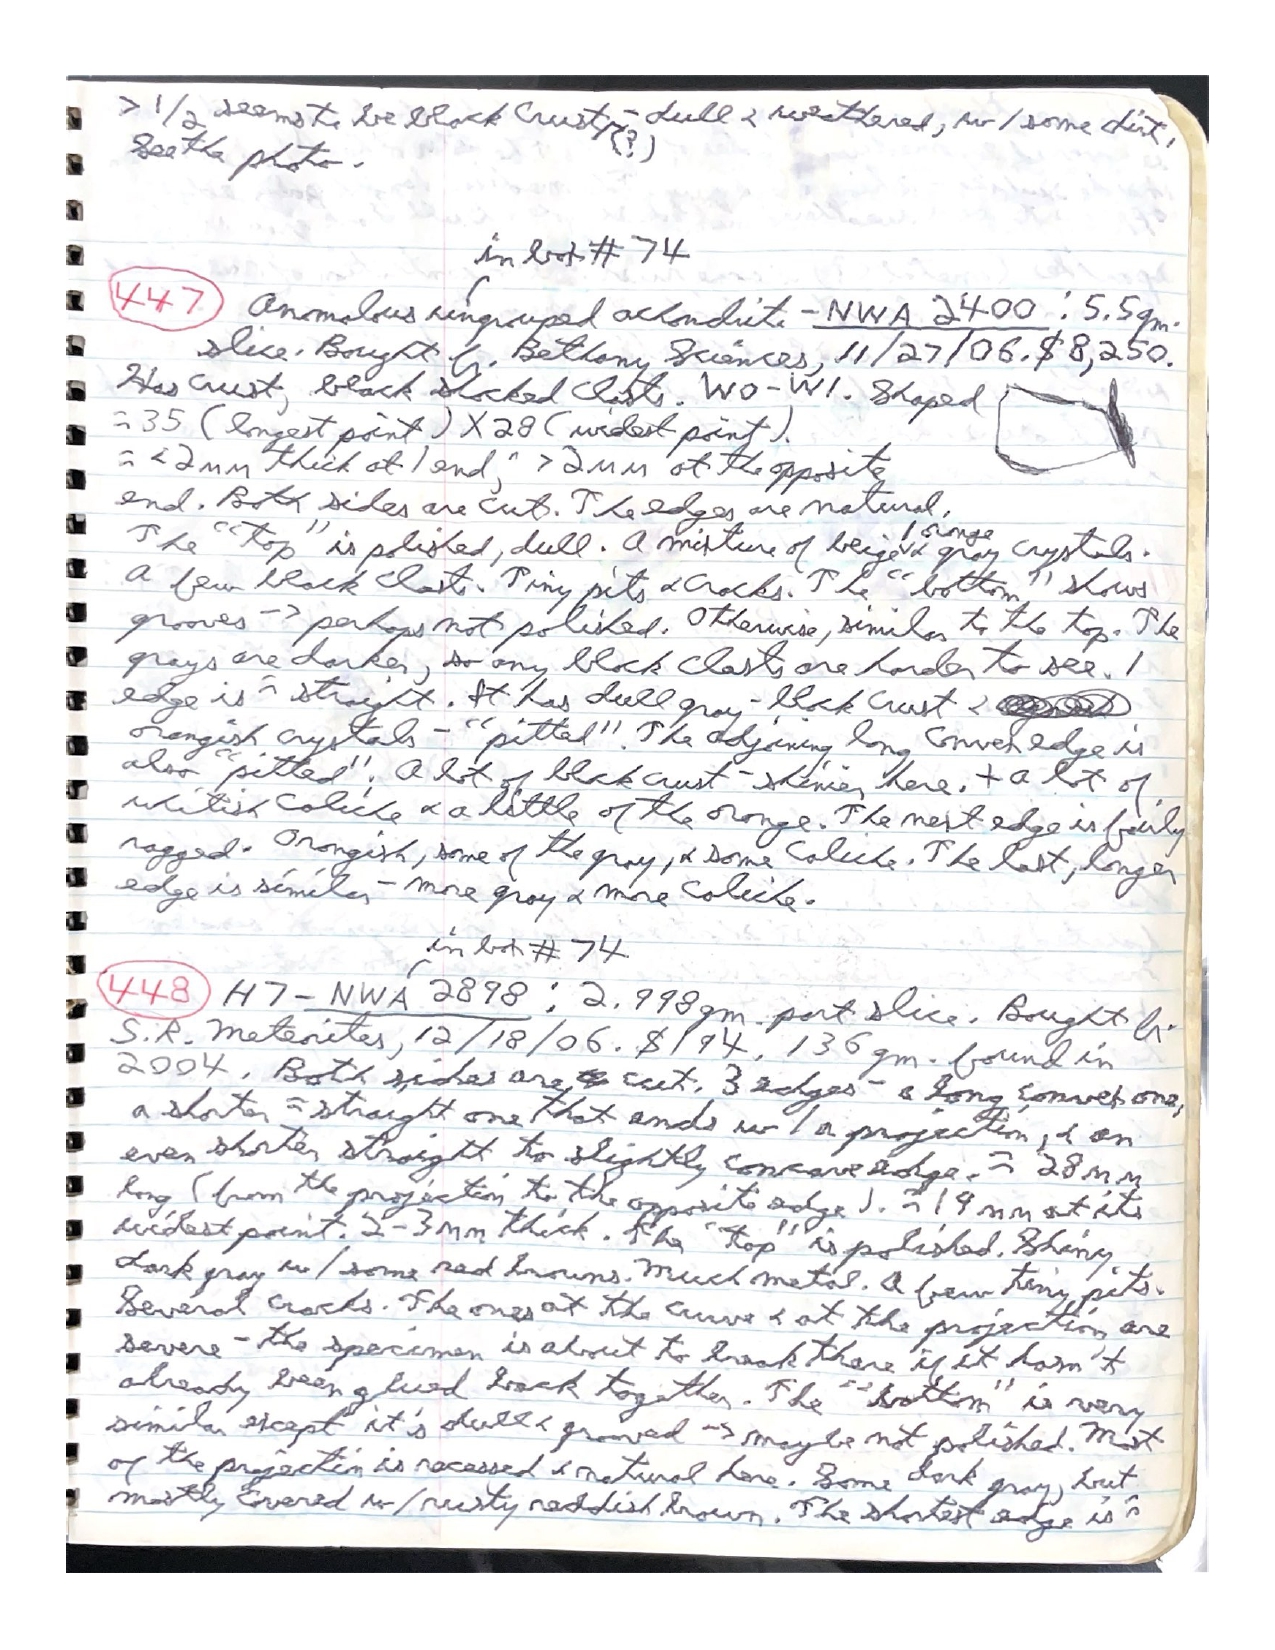 > 1/2 seems to be black crust (?) - dull & weathered, w/ some dirt.
See the photo.
in box # 74
447 Anomalous ungrouped achondrite - NWA 2400 : 5.5 gm.
slice. Bought fr. Bethany Sciences, 11/27/06. $8,250.
Has crust, black shocked clasts. W0-W1. Shaped
≈ 35 (longest point) X 28 (widest point).
≈ < 2 mm thick at 1 end, > 2 mm at the opposite
end. Both sides are cut. The edges are natural.
The "top" is polished, dull. A mixture of beige, orange & gray crystals.
A few black clasts. Tiny pits & cracks. The "bottom" shows
grooves -> perhaps not polished. Otherwise, similar to the top. The
grays are darker, so any black clasts are harder to see. 1
edge is ≈ straight. It has dull gray-black crust &
orangish crystals - "pitted". The adjoining long convex edge is
also "pitted". A lot of black crust - shinier here. + a lot of
whitish caliche & a little of the orange. The next edge is fairly
ragged. Orangish, some of the gray, & some caliche. The last, longer
edge is similar - more gray & more caliche.
in box # 74
448 H7 - NWA 2898 : 2.998 gm. part slice. Bought fr.
S.R. Meteorites, 12/18/06. $194. 136 gm. found in
2004. Both sides are cut. 3 edges - a long convex one,
a shorter ≈ straight one that ends w/ a projection, & an
even shorter straight to slightly concave edge. ≈ 28 mm
long (from the projection to the opposite edge). ≈ 19 mm at its
widest point. 2-3 mm thick. The "top" is polished. Shiny
dark gray w/ some red browns. Much metal. A few tiny pits.
Several cracks. The ones at the curve & at the projection are
severe - the specimen is about to break there if it hasn't
already been glued back together. The "bottom" is very
similar except it's dull & grooved -> maybe not polished. Most
of the projection is recessed & natural here. Some dark gray, but
mostly covered w/ rusty reddish brown. The shortest edge is ≈